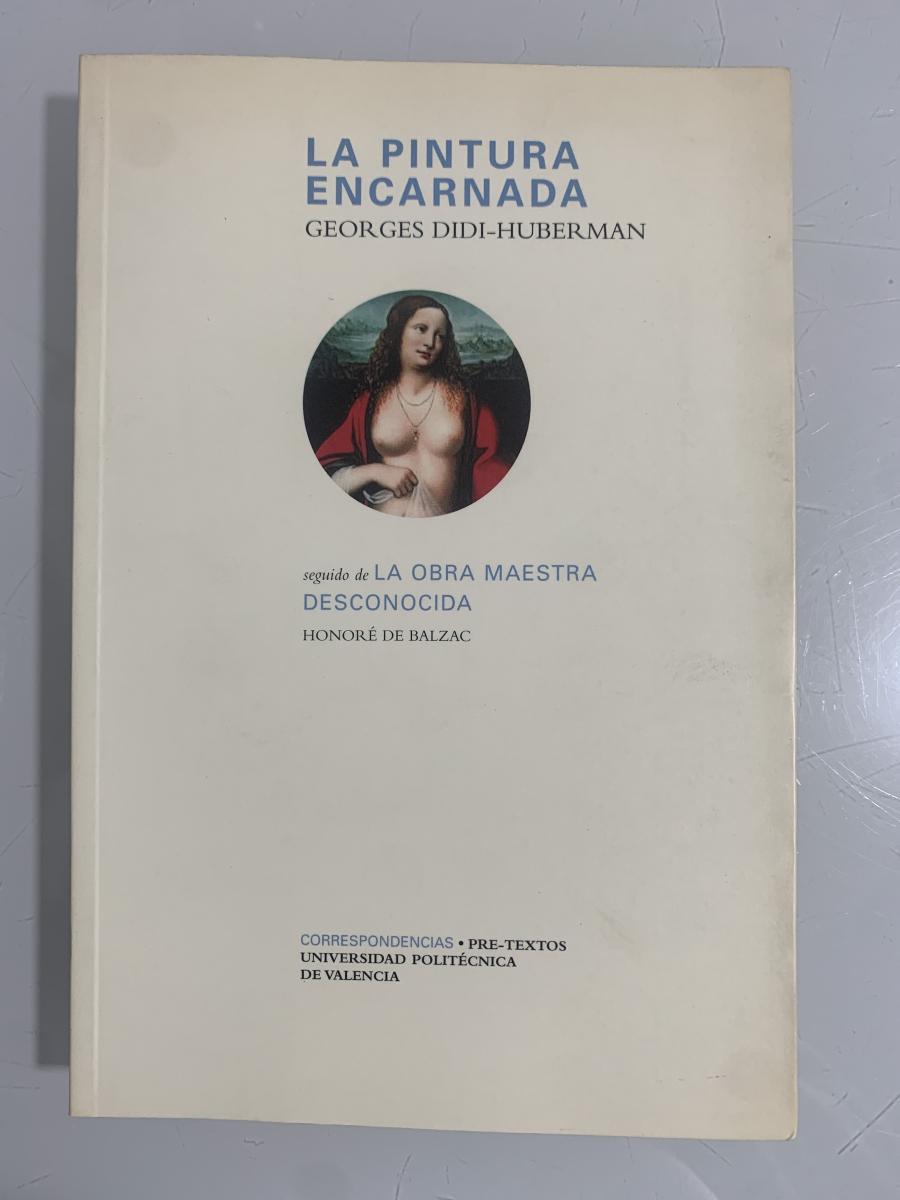 LA PINTURA
ENCARNADA
GEORGES DIDI-HUBERMAN
seguido de LA OBRA MAESTRA
DESCONOCIDA
HONORÉ DE BALZAC
CORRESPONDENCIAS • PRE-TEXTOS
UNIVERSIDAD POLITÉCNICA
DE VALENCIA